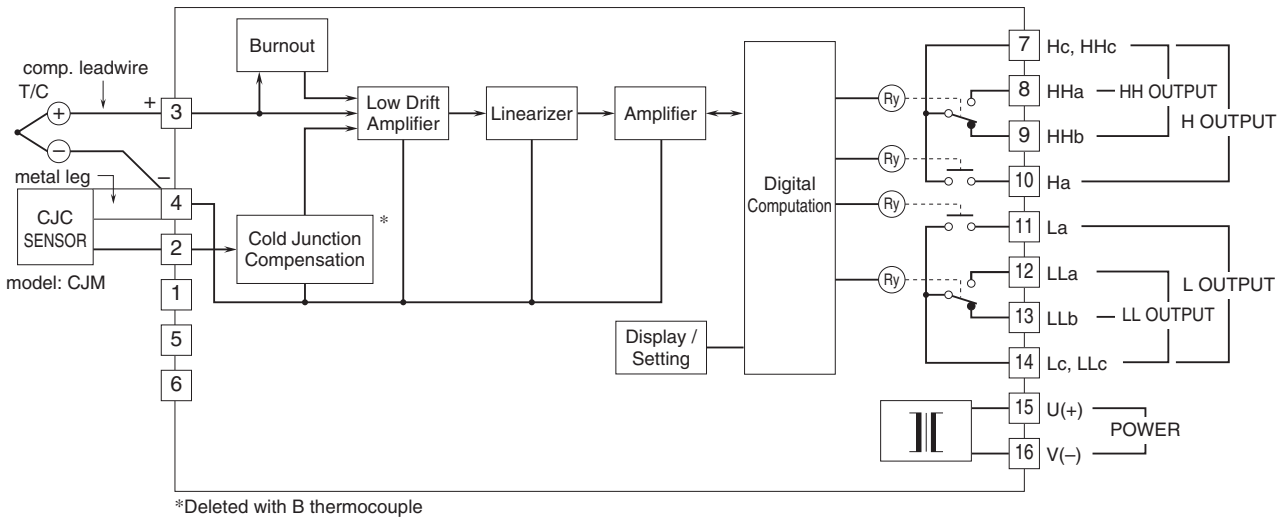 comp. leadwire
T/C
+
−
+
−
metal leg
CJC
SENSOR
model: CJM
3
4
2
1
5
6
Burnout
Low Drift
Amplifier
Linearizer
Amplifier
Cold Junction
Compensation
*
Digital
Computation
Display /
Setting
Ry
Ry
Ry
Ry
7 Hc, HHc
8 HHa
9 HHb
10 Ha
11 La
12 LLa
13 LLb
14 Lc, LLc
15 U(+)
16 V(–)
HH OUTPUT
H OUTPUT
L OUTPUT
LL OUTPUT
POWER
*Deleted with B thermocouple